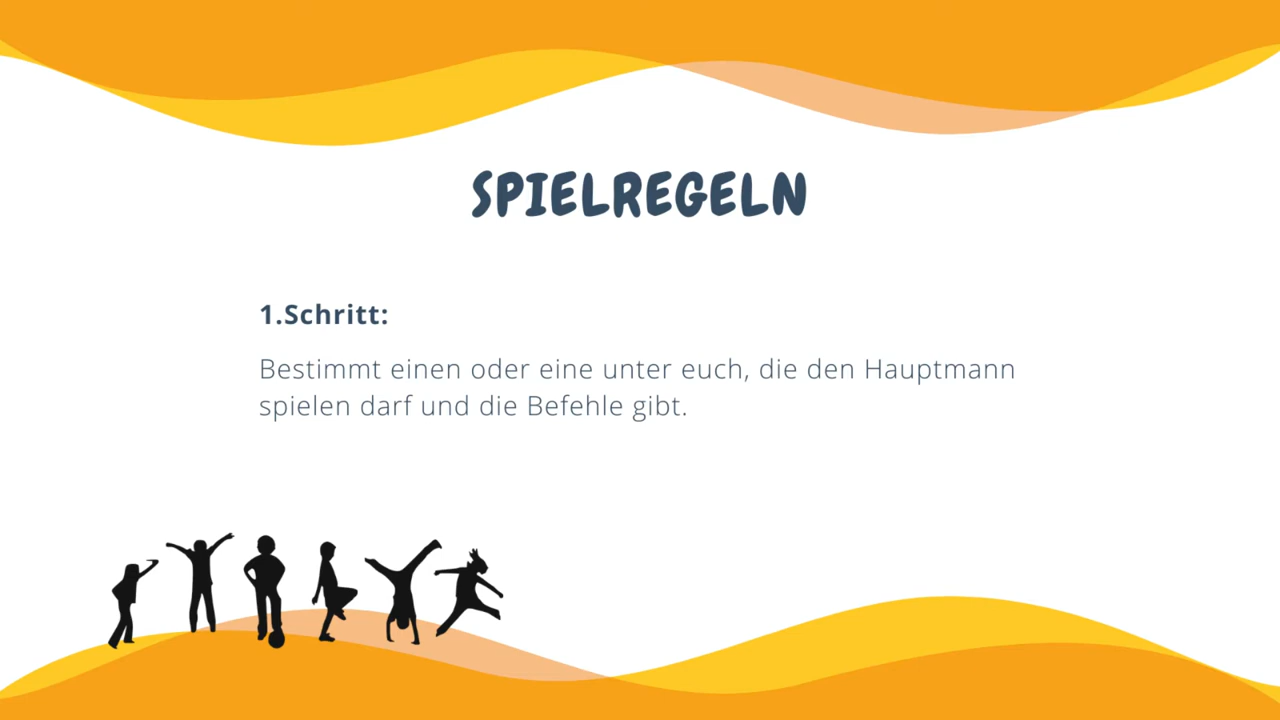 SPIELREGELN
1.Schritt:
Bestimmt einen oder eine unter euch, die den Hauptmann
spielen darf und die Befehle gibt.